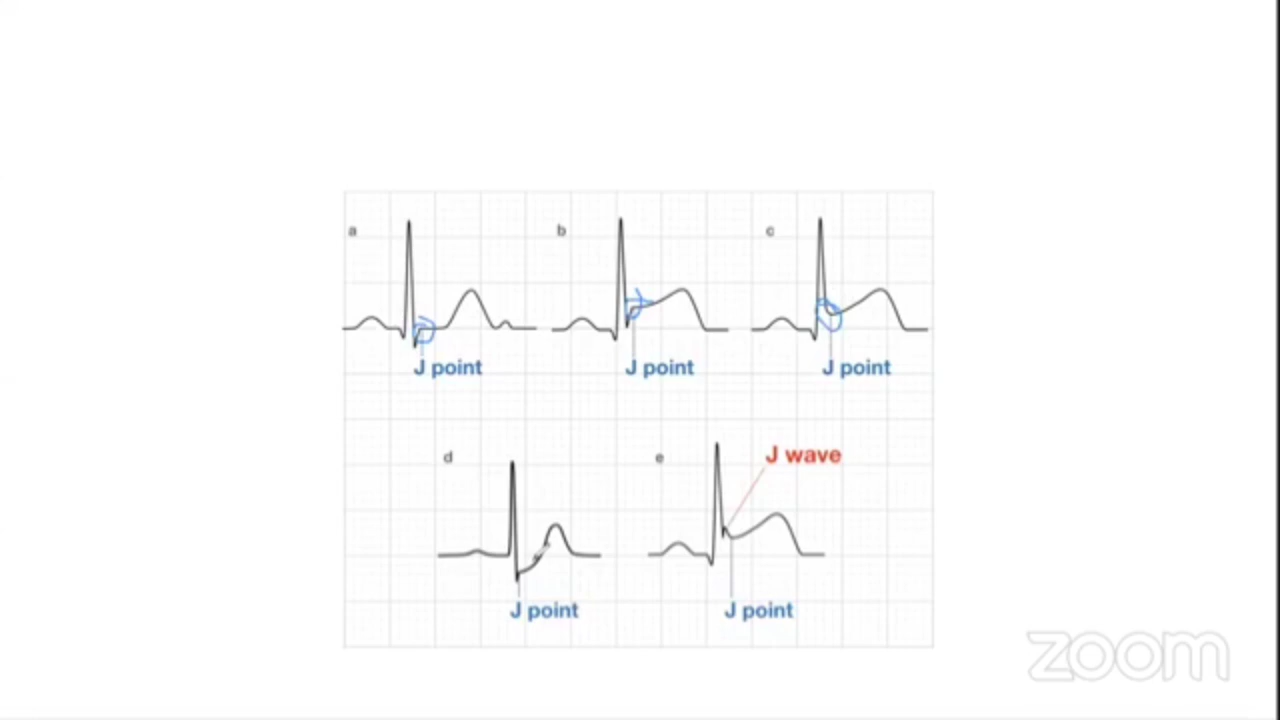 a
b
c
J point
J point
J point
d
e
J wave
J point
J point
zoom